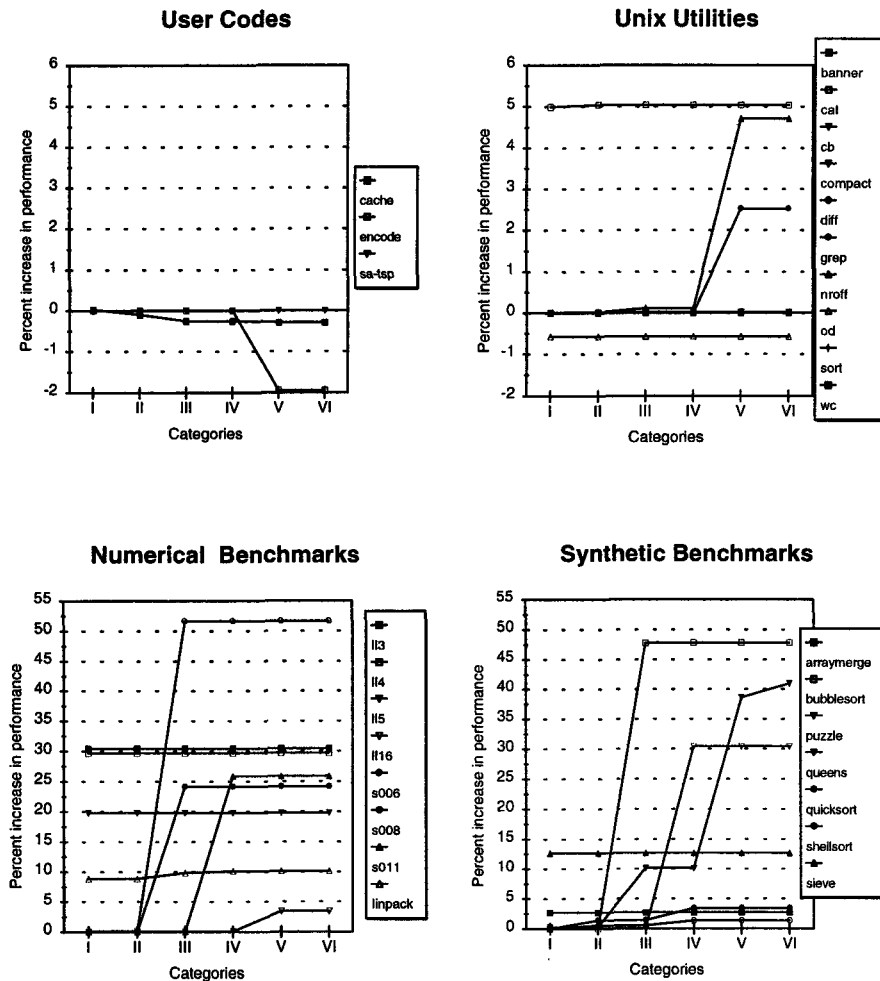 User Codes
Percent increase in performance
6
5
4
3
2
1
0
-1
-2
I II III IV V VI
Categories
cache
encode
sa-tsp
Unix Utilities
Percent increase in performance
6
5
4
3
2
1
0
-1
-2
I II III IV V VI
Categories
banner
cat
cb
compact
diff
grep
nroff
od
sort
wc
Numerical Benchmarks
Percent increase in performance
55
50
45
40
35
30
25
20
15
10
5
0
I II III IV V VI
Categories
ll3
ll4
ll5
ll16
s006
s008
s011
linpack
Synthetic Benchmarks
Percent increase in performance
55
50
45
40
35
30
25
20
15
10
5
0
I II III IV V VI
Categories
arraymerge
bubblesort
puzzle
queens
quicksort
shellsort
sieve